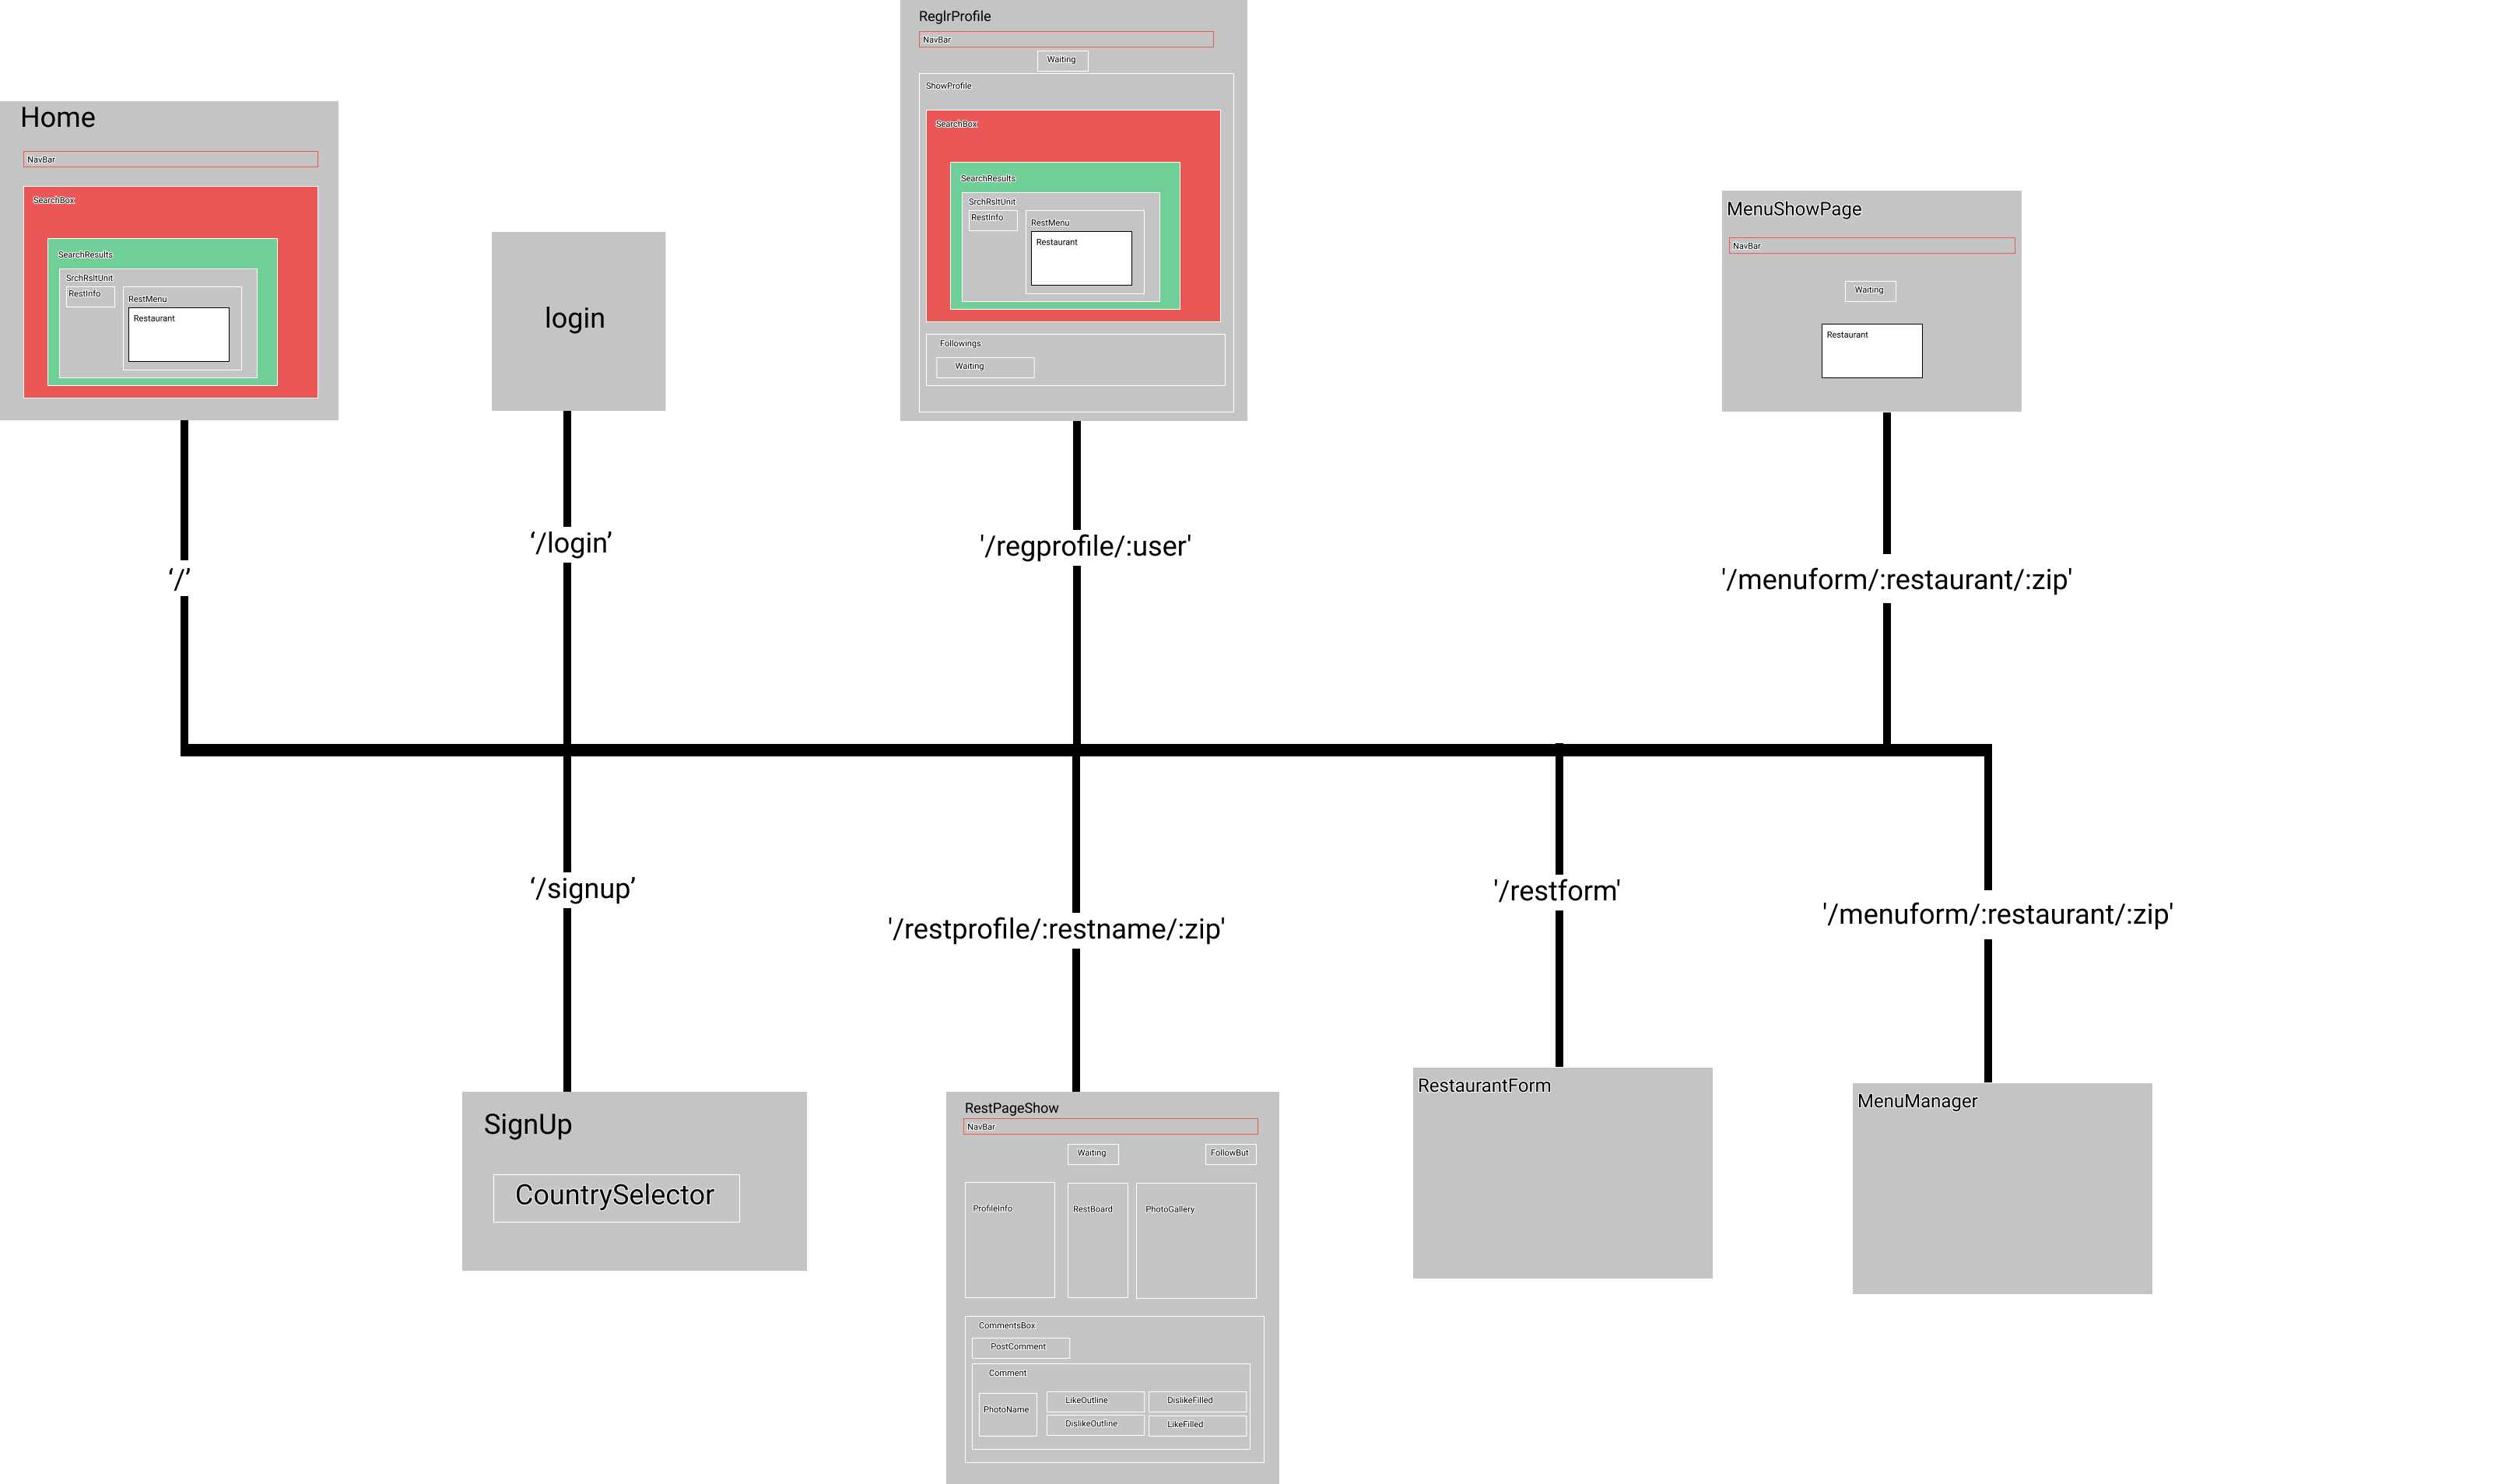 ReglrProfile
NavBar
Waiting
ShowProfile
SearchBox
SearchResults
SrchRsltUnit
RestInfo
RestMenu
Restaurant
Followings
Waiting
Home
NavBar
SearchBox
SearchResults
SrchRsltUnit
RestInfo
RestMenu
Restaurant
login
MenuShowPage
NavBar
Waiting
Restaurant
‘/’
‘/login’
'/regprofile/:user'
'/menuform/:restaurant/:zip'
‘/signup’
'/restprofile/:restname/:zip'
'/restform'
'/menuform/:restaurant/:zip'
SignUp
CountrySelector
RestPageShow
NavBar
Waiting
FollowBut
ProfileInfo
RestBoard
PhotoGallery
CommentsBox
PostComment
Comment
PhotoName
LikeOutline
DislikeFilled
DislikeOutline
LikeFilled
RestaurantForm
MenuManager